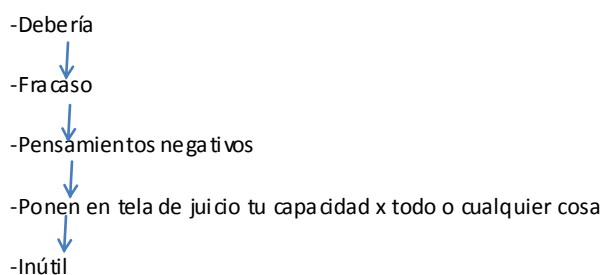 -Debería
-Fracaso
-Pensamientos negativos
-Ponen en tela de juicio tu capacidad x todo o cualquier cosa
-Inútil